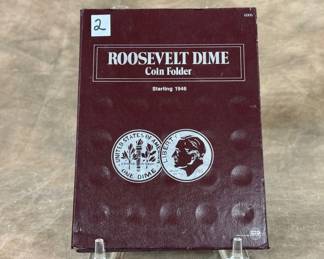 2
ROOSEVELT DIME
Coin Folder
Starting 1946
UNITED STATES OF AMERICA
ONE DIME
LIBERTY